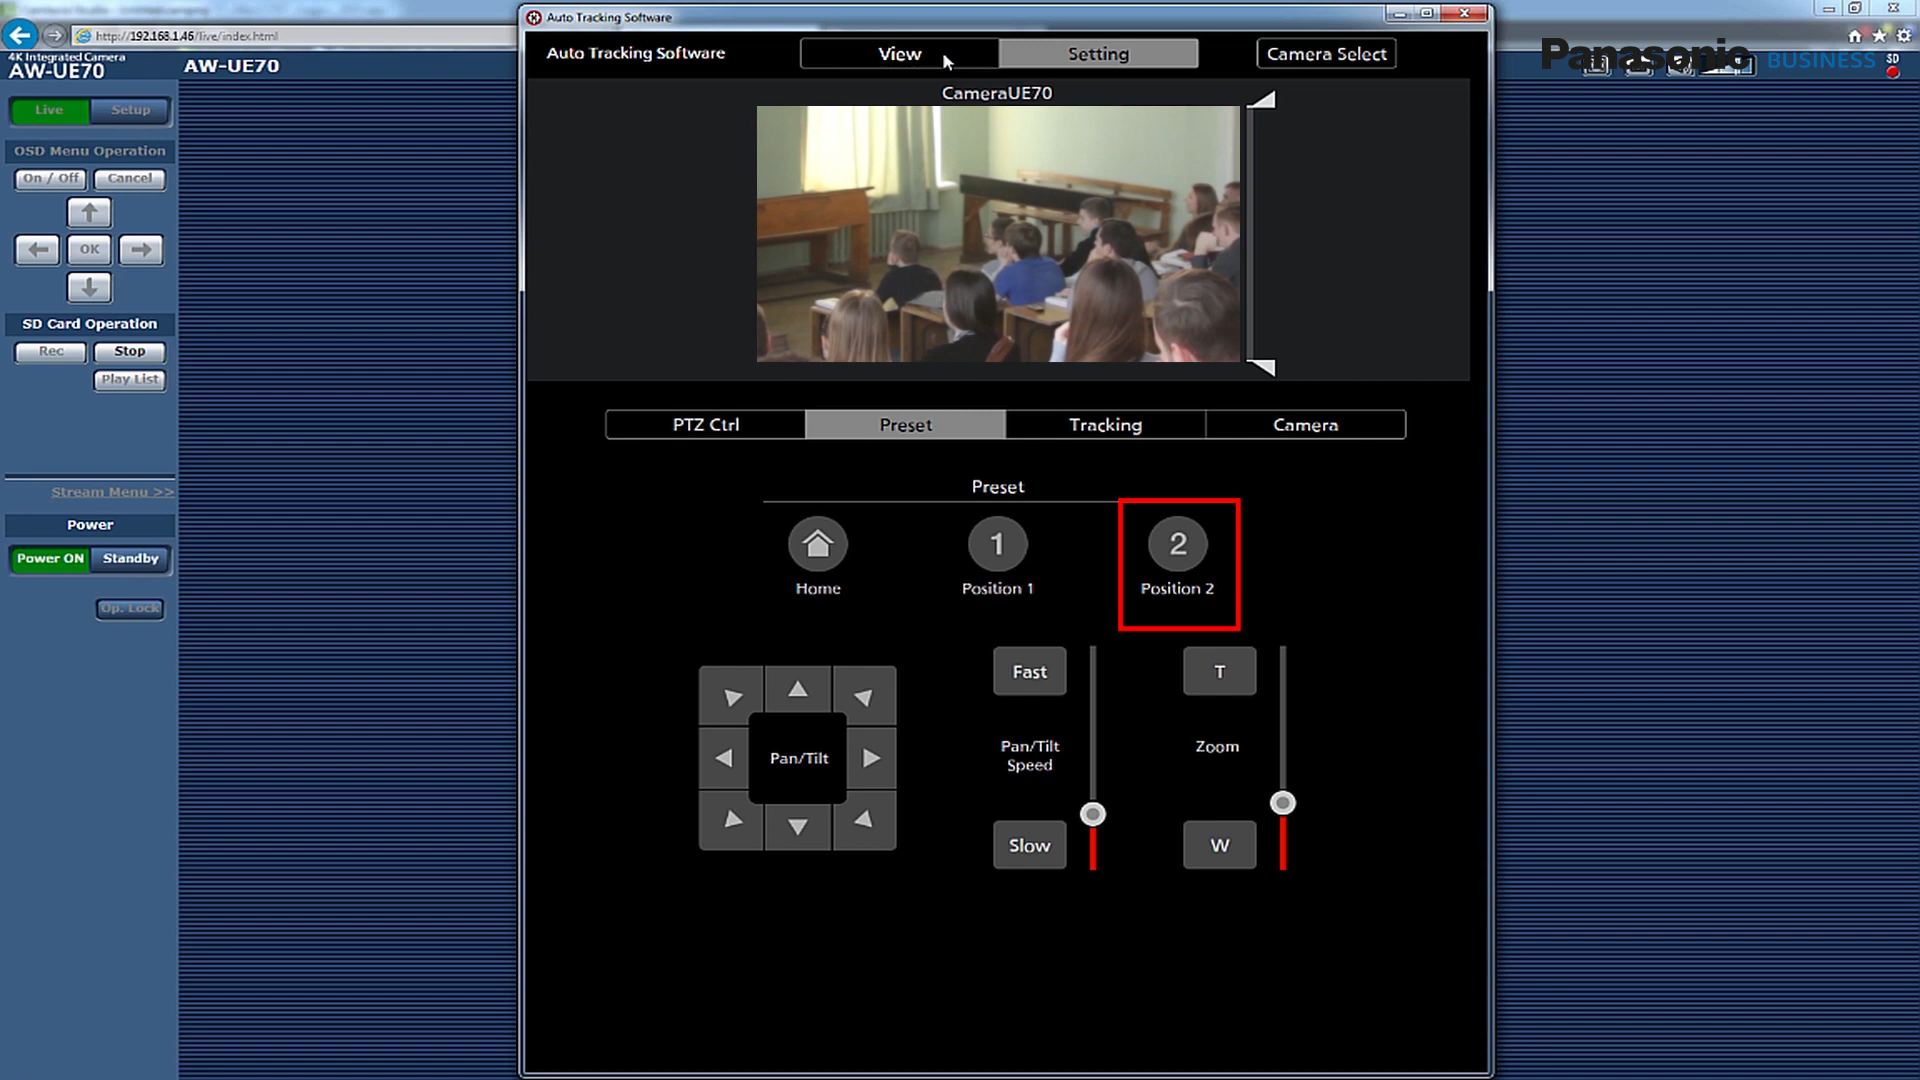 Auto Tracking Software
http://192.168.1.46/live/index.html
4K Integrated Camera
AW-UE70
AW-UE70
Auto Tracking Software
View
Setting
Camera Select
Panasonic BUSINESS
SD
Live
Setup
CameraUE70
OSD Menu Operation
On / Off
Cancel
OK
SD Card Operation
Rec
Stop
Play List
PTZ Ctrl
Preset
Tracking
Camera
Stream Menu >>
Preset
Power
Power ON
Standby
1
2
Home
Position 1
Position 2
Op. Lock
Fast
T
Pan/Tilt
Pan/Tilt
Speed
Zoom
Slow
W